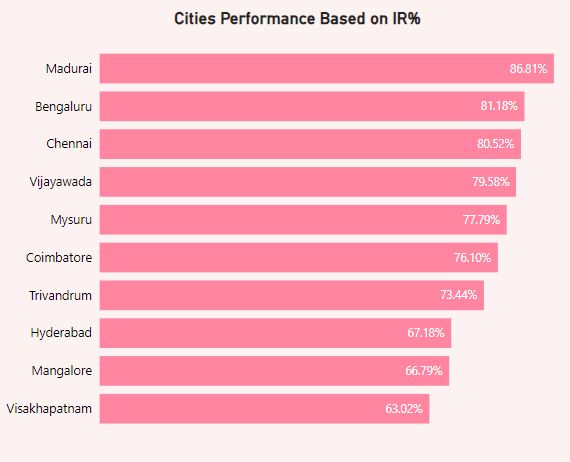 Cities Performance Based on IR%
Madurai 86.81%
Bengaluru 81.18%
Chennai 80.52%
Vijayawada 79.58%
Mysuru 77.79%
Coimbatore 76.10%
Trivandrum 73.44%
Hyderabad 67.18%
Mangalore 66.79%
Visakhapatnam 63.02%